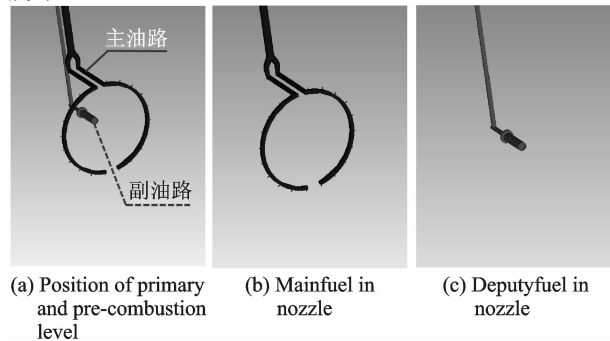 主油路
副油路
(a) Position of primary
and pre-combustion
level
(b) Mainfuel in
nozzle
(c) Deputyfuel in
nozzle